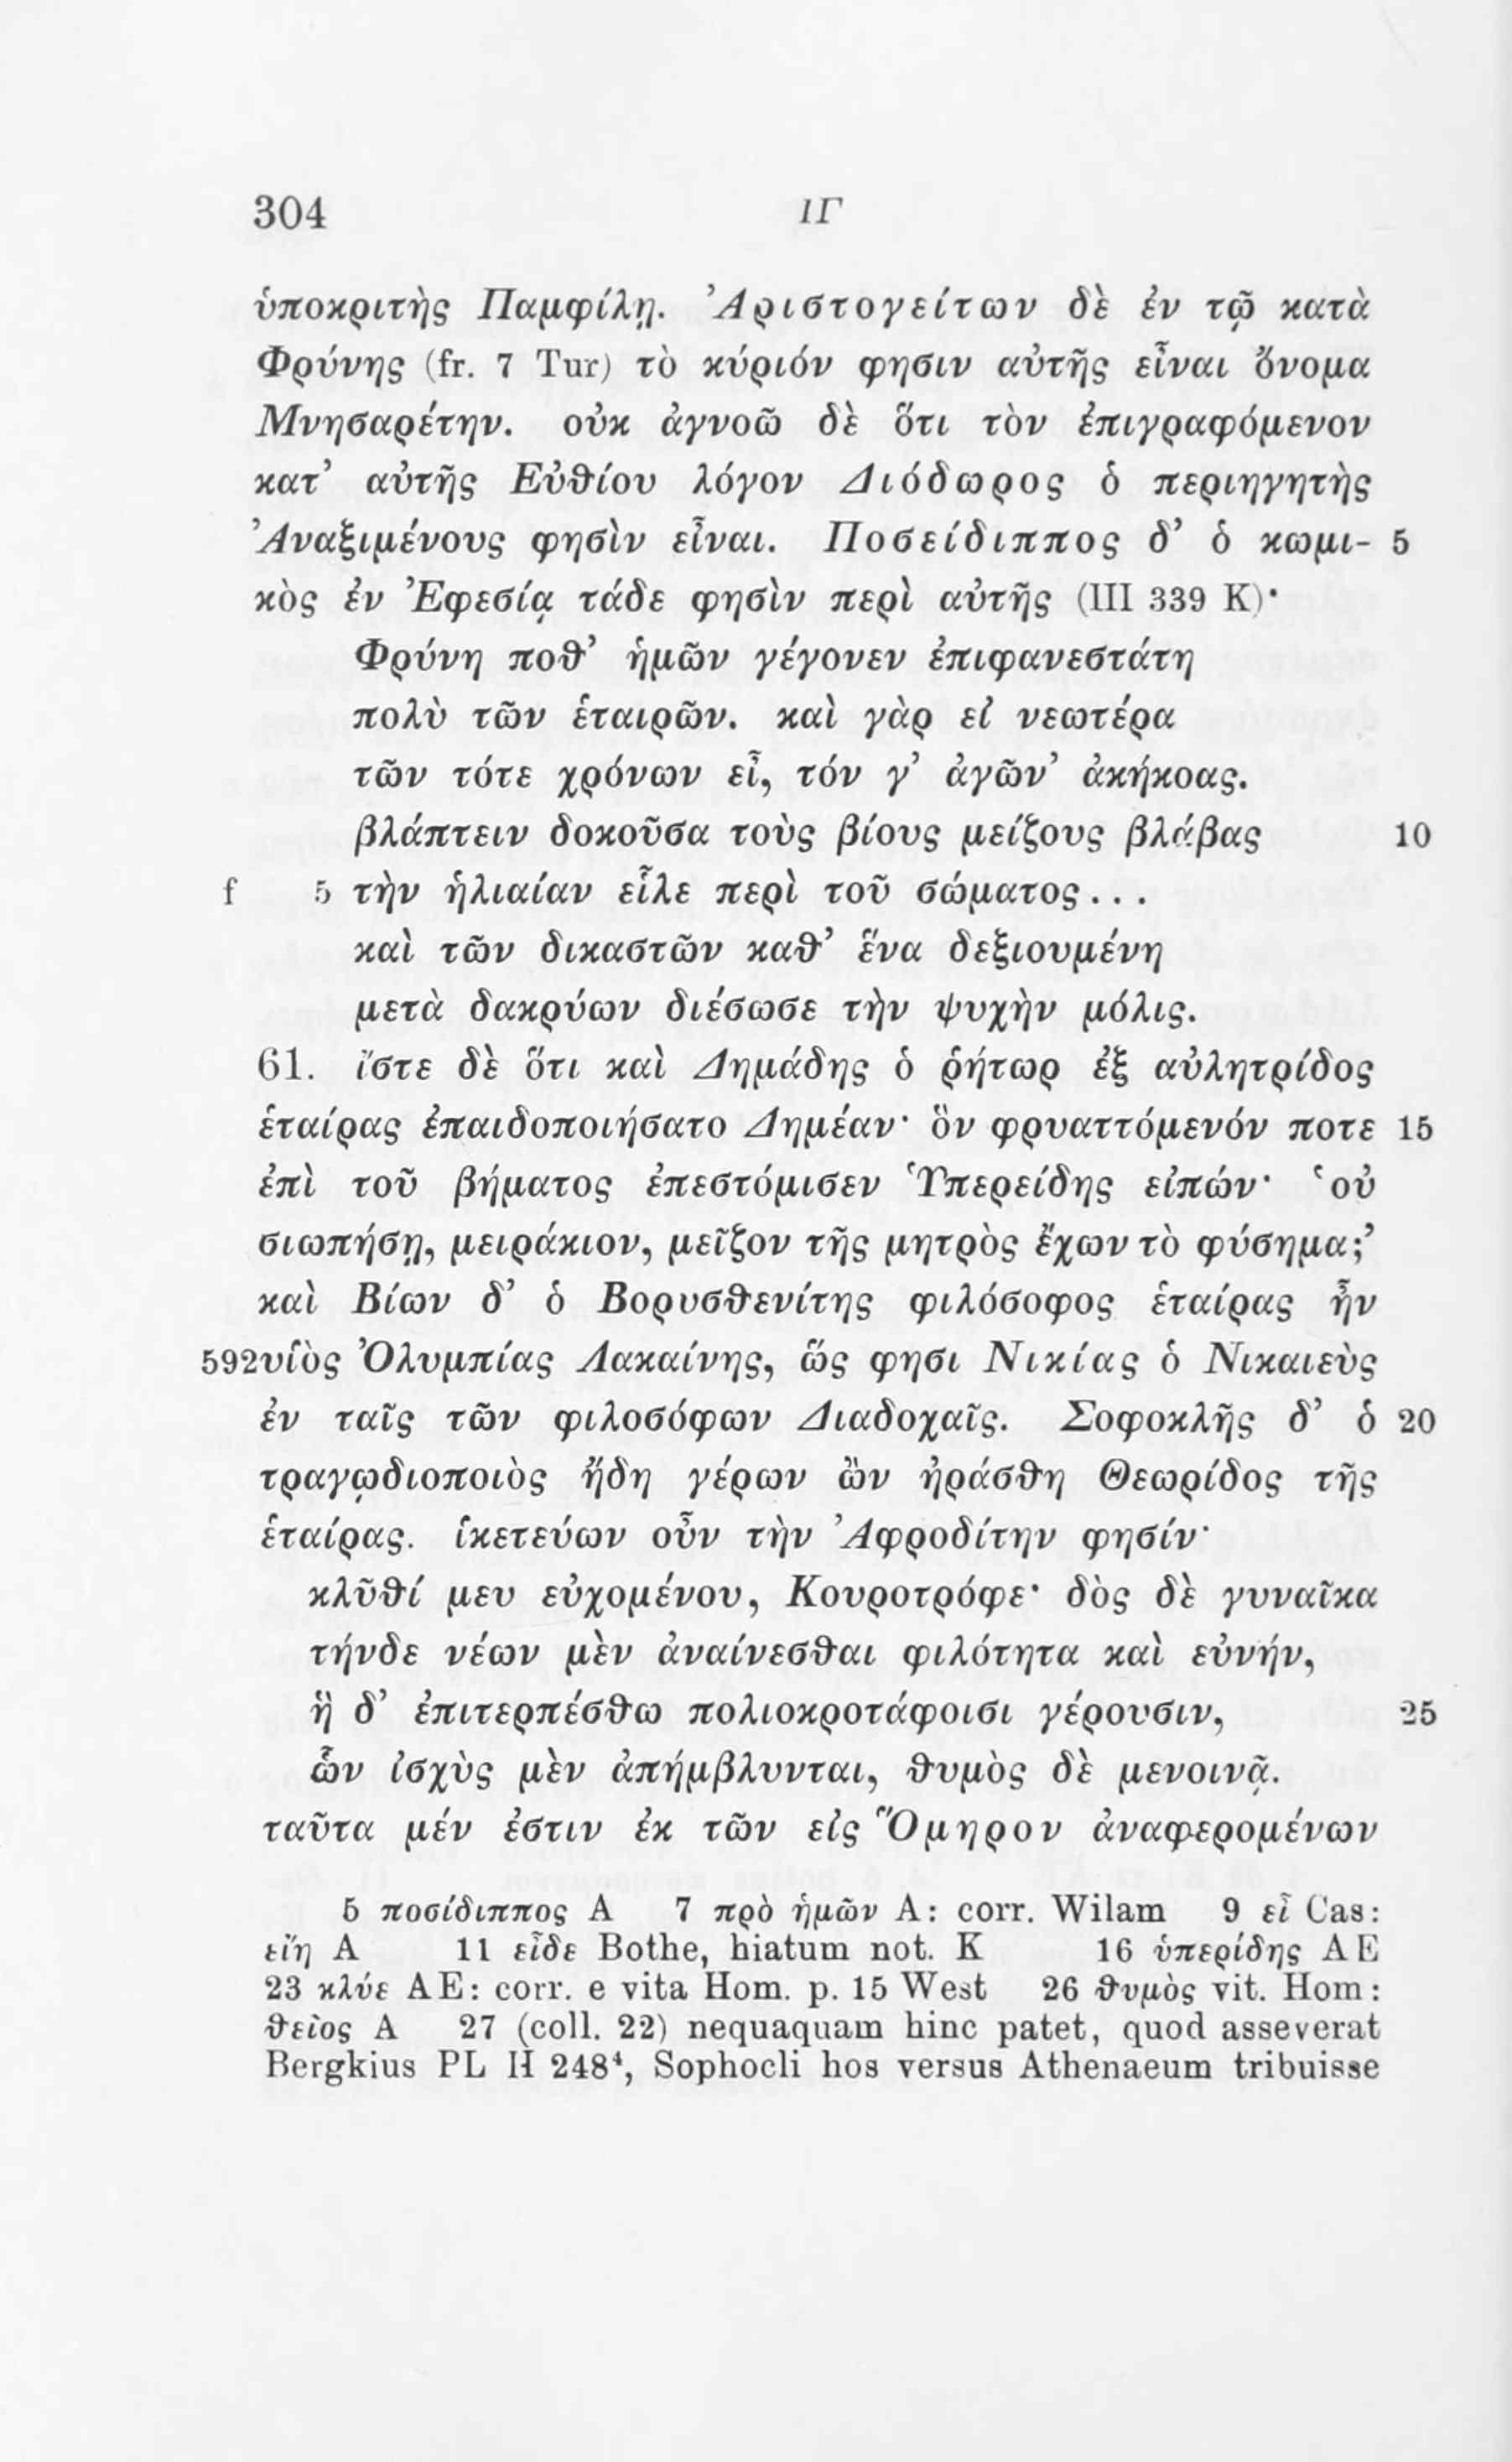 304 ΙΓ
ὑποκριτὴς Παμφίλῃ. Ἀριστογείτων δὲ ἐν τῷ κατὰ
Φρύνης (fr. 7 Tur) τὸ κύριόν φησιν αὐτῆς εἶναι ὄνομα
Μνησαρέτην. οὐκ ἀγνοῶ δὲ ὅτι τὸν ἐπιγραφόμενον
κατ’ αὐτῆς Εὐθίου λόγον Διόδωρος ὁ περιηγητὴς
Ἀναξιμένους φησὶν εἶναι. Ποσείδιππος δ’ ὁ κωμι- 5
κὸς ἐν Ἐφεσίᾳ τάδε φησὶν περὶ αὐτῆς (III 339 K)·
Φρύνη ποθ’ ἡμῶν γέγονεν ἐπιφανεστάτη
πολὺ τῶν ἑταιρῶν. καὶ γὰρ εἰ νεωτέρα
τῶν τότε χρόνων εἶ, τόν γ’ ἀγῶν’ ἀκήκοας.
βλάπτειν δοκοῦσα τοὺς βίους μείζους βλάβας 10
f 5 τὴν ἡλιαίαν εἷλε περὶ τοῦ σώματος...
καὶ τῶν δικαστῶν καθ’ ἕνα δεξιουμένη
μετὰ δακρύων διέσωσε τὴν ψυχὴν μόλις.
61. ἴστε δὲ ὅτι καὶ Δημάδης ὁ ῥήτωρ ἐξ αὐλητρίδος
ἑταίρας ἐπαιδοποιήσατο Δημέαν· ὃν φρυαττόμενόν ποτε 15
ἐπὶ τοῦ βήματος ἐπεστόμισεν Ὑπερείδης εἰπών· ‘οὐ
σιωπήσῃ, μειράκιον, μεῖζον τῆς μητρὸς ἔχων τὸ φύσημα;’
καὶ Βίων δ’ ὁ Βορυσθενίτης φιλόσοφος ἑταίρας ἦν
592 υἱὸς Ὀλυμπίας Λακαίνης, ὥς φησι Νικίας ὁ Νικαιεὺς
ἐν ταῖς τῶν φιλοσόφων Διαδοχαῖς. Σοφοκλῆς δ’ ὁ 20
τραγῳδιοποιὸς ἤδη γέρων ὢν ἠράσθη Θεωρίδος τῆς
ἑταίρας. ἱκετεύων οὖν τὴν Ἀφροδίτην φησίν·
κλῦθί μευ εὐχομένου, Κουροτρόφε· δὸς δὲ γυναῖκα
τήνδε νέων μὲν ἀναίνεσθαι φιλότητα καὶ εὐνήν,
ἣ δ’ ἐπιτερπέσθω πολιοκροτάφοισι γέρουσιν, 25
ὧν ἰσχὺς μὲν ἀπήμβλυνται, θυμὸς δὲ μενοινᾷ.
ταῦτα μέν ἐστιν ἐκ τῶν εἰς Ὅμηρον ἀναφερομένων
5 ποσίδιππος A 7 πρὸ ἡμῶν A: corr. Wilam 9 εἶ Cas:
εἴη A 11 εἶδε Bothe, hiatum not. K 16 ὑπερίδης AE
23 κλύε AE: corr. e vita Hom. p. 15 West 26 θυμὸς vit. Hom:
θεῖος A 27 (coll. 22) nequaquam hinc patet, quod asseverat
Bergkius PL II 248⁴, Sophocli hos versus Athenaeum tribuisse